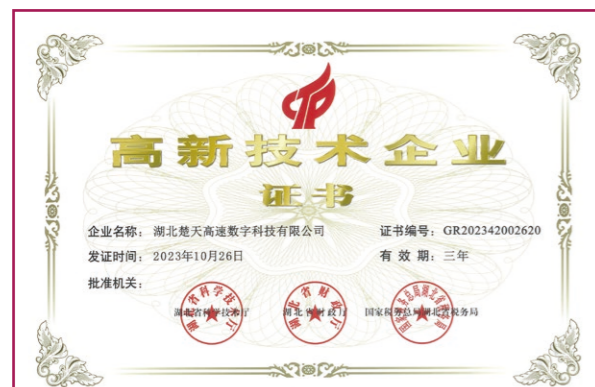 高新技术企业
证书
企业名称： 湖北楚天高速数字科技有限公司
证书编号： GR202342002620
发证时间： 2023年10月26日
有 效 期： 三年
批准机关：
湖北省科学技术厅
湖北省财政厅
国家税务总局湖北省税务局